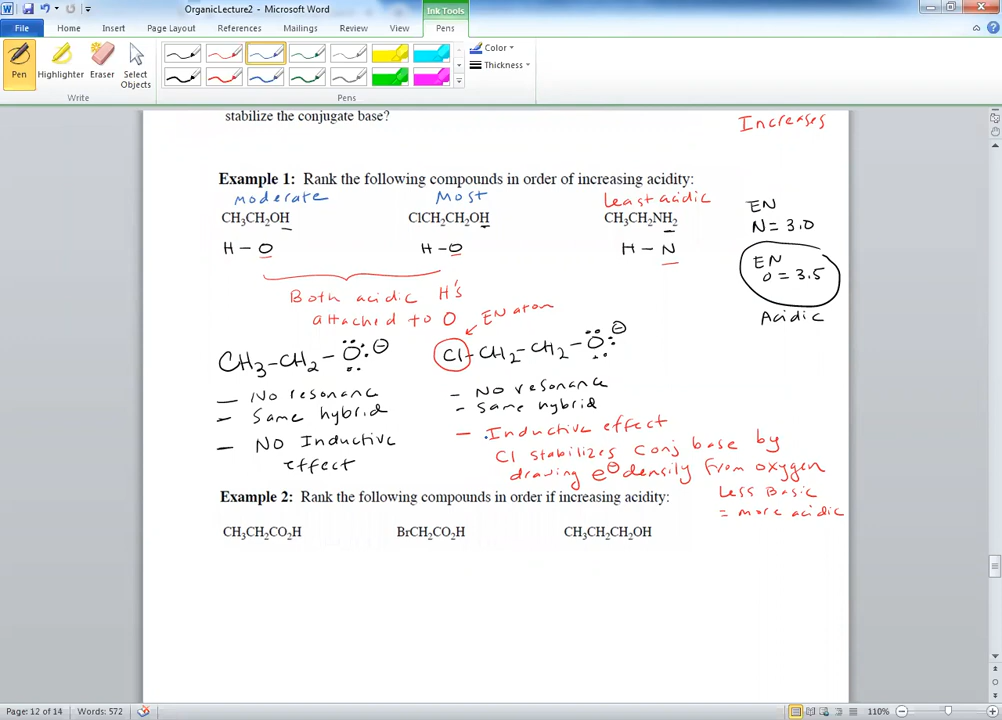 OrganicLecture2 - Microsoft Word
Ink Tools
File Home Insert Page Layout References Mailings Review View Pens
Pen Highlighter Eraser Select Objects
Color
Thickness
Write
Pens
stabilize the conjugate base?
Increases
Example 1: Rank the following compounds in order of increasing acidity:
moderate Most Least acidic
CH3CH2OH ClCH2CH2OH CH3CH2NH2
H - O H - O H - N
EN
N = 3.0
EN
O = 3.5
Acidic
Both acidic H's
attached to O
EN atom
CH3-CH2-O:⊖ Cl-CH2-CH2-O:⊖
- No resonance
- Same hybrid
- NO Inductive
effect
- NO resonance
- Same hybrid
- Inductive effect
Cl stabilizes Conj base by
drawing e⊖ density from oxygen
Less Basic
= more acidic
Example 2: Rank the following compounds in order if increasing acidity:
CH3CH2CO2H BrCH2CO2H CH3CH2CH2OH
Page: 12 of 14 Words: 572 110%